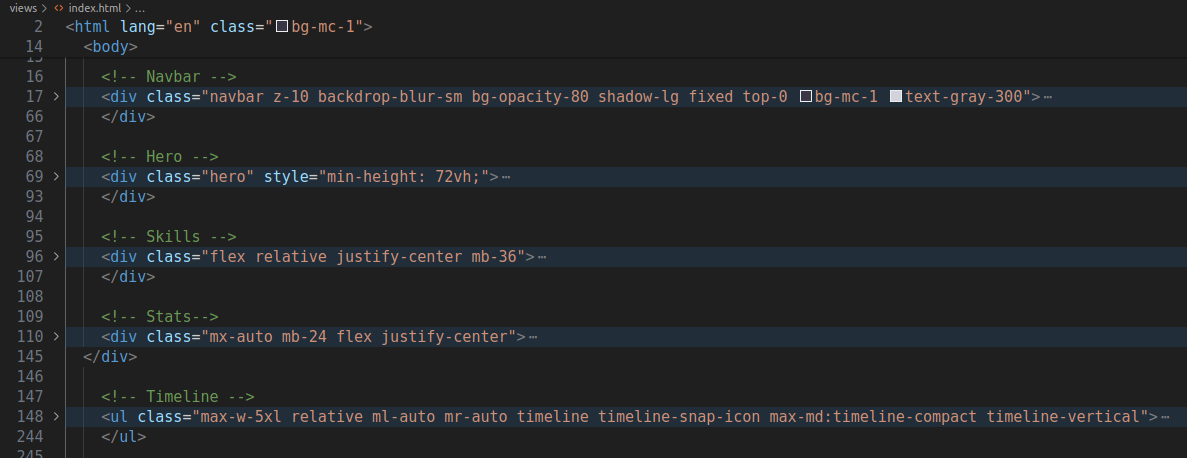 views > <> index.html > ...
2 <html lang="en" class="bg-mc-1">
14 <body>
15
16 <!-- Navbar -->
17 > <div class="navbar z-10 backdrop-blur-sm bg-opacity-80 shadow-lg fixed top-0 bg-mc-1 text-gray-300">⋯
66 </div>
67
68 <!-- Hero -->
69 > <div class="hero" style="min-height: 72vh;">⋯
93 </div>
94
95 <!-- Skills -->
96 > <div class="flex relative justify-center mb-36">⋯
107 </div>
108
109 <!-- Stats-->
110 > <div class="mx-auto mb-24 flex justify-center">⋯
145 </div>
146
147 <!-- Timeline -->
148 > <ul class="max-w-5xl relative ml-auto mr-auto timeline timeline-snap-icon max-md:timeline-compact timeline-vertical">⋯
244 </ul>
245